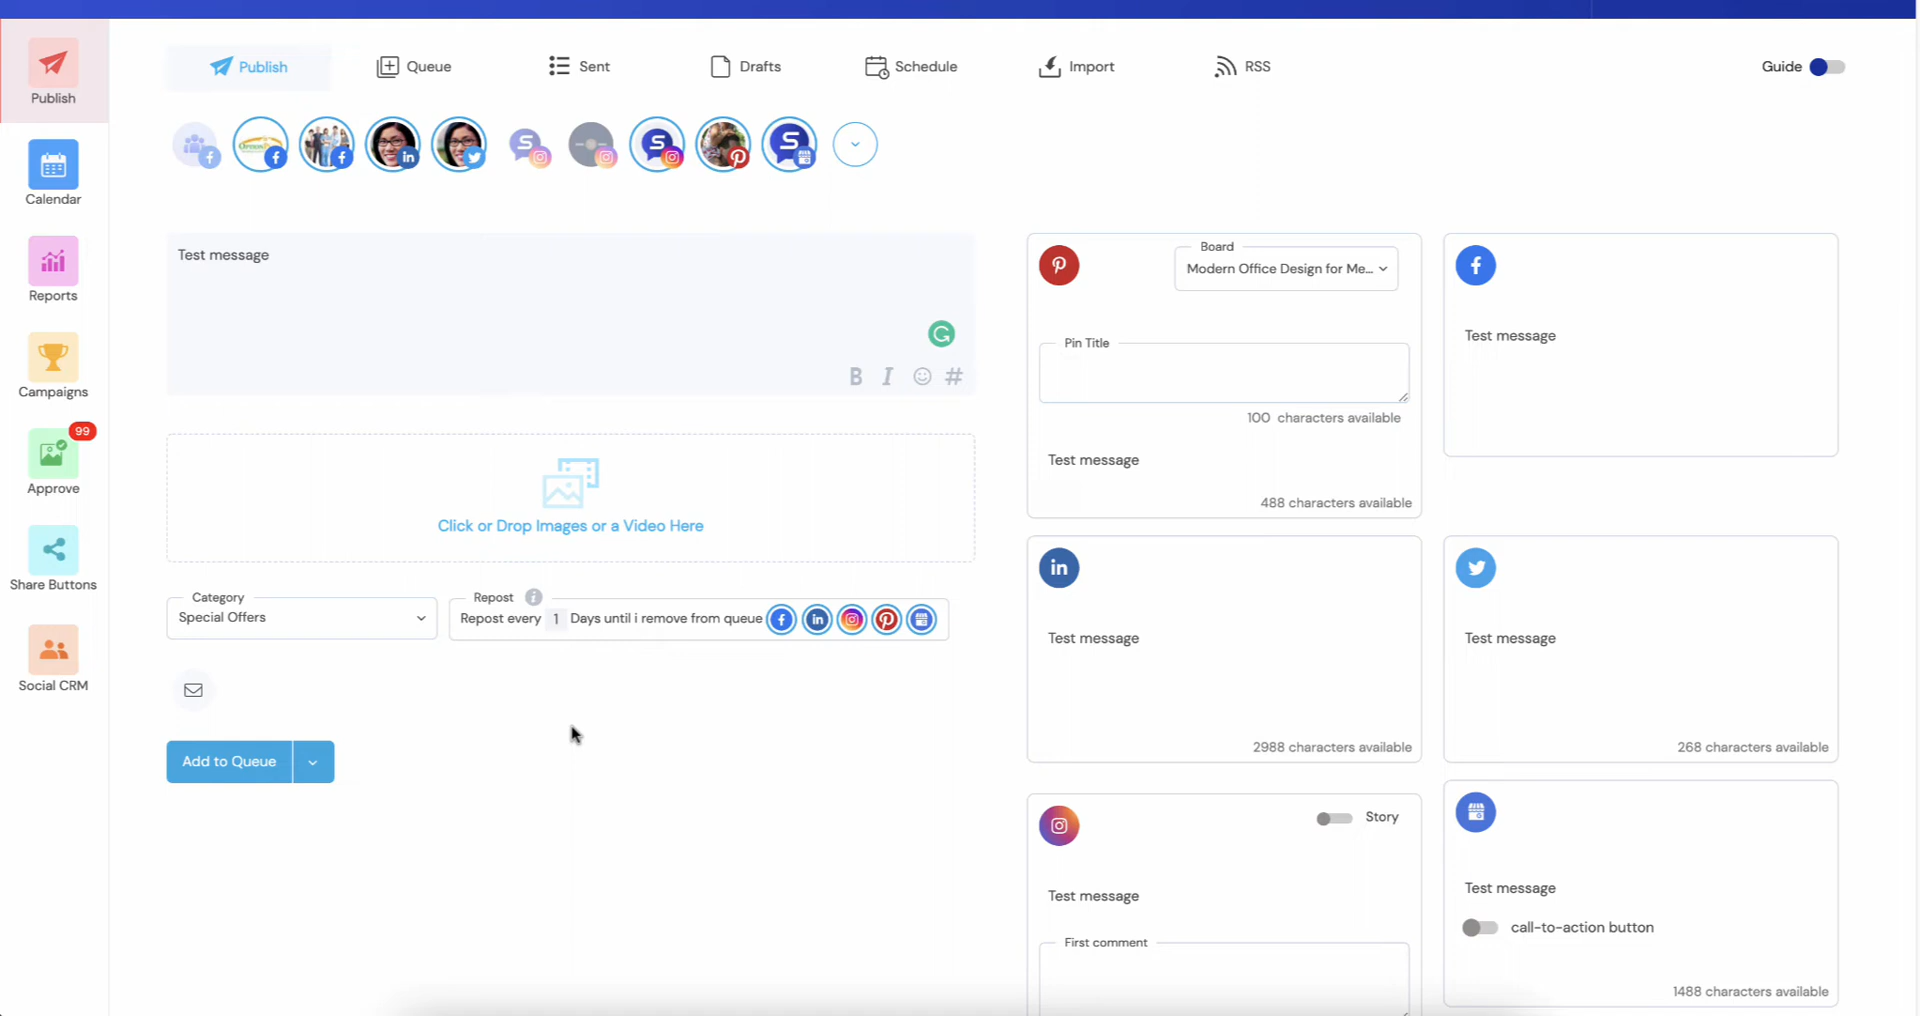 Publish
Queue
Sent
Drafts
Schedule
Import
RSS
Guide
Publish
Calendar
Reports
Campaigns
99
Approve
Share Buttons
Social CRM
Test message
B I #
Click or Drop Images or a Video Here
Category
Special Offers
Repost
Repost every 1 Days until i remove from queue
Add to Queue
Board
Modern Office Design for Me...
Pin Title
100 characters available
Test message
488 characters available
Test message
in
Test message
2988 characters available
Test message
268 characters available
Story
Test message
First comment
Test message
call-to-action button
1488 characters available